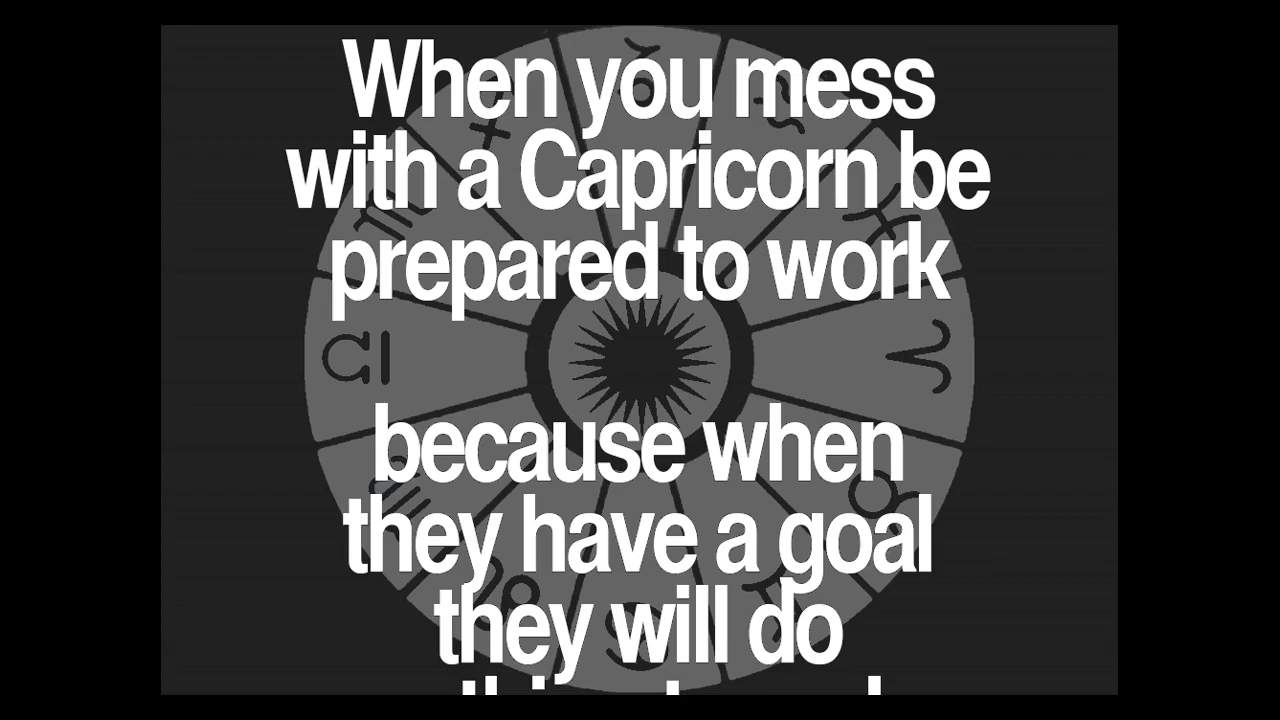 When you mess
with a Capricorn be
prepared to work
because when
they have a goal
they will do